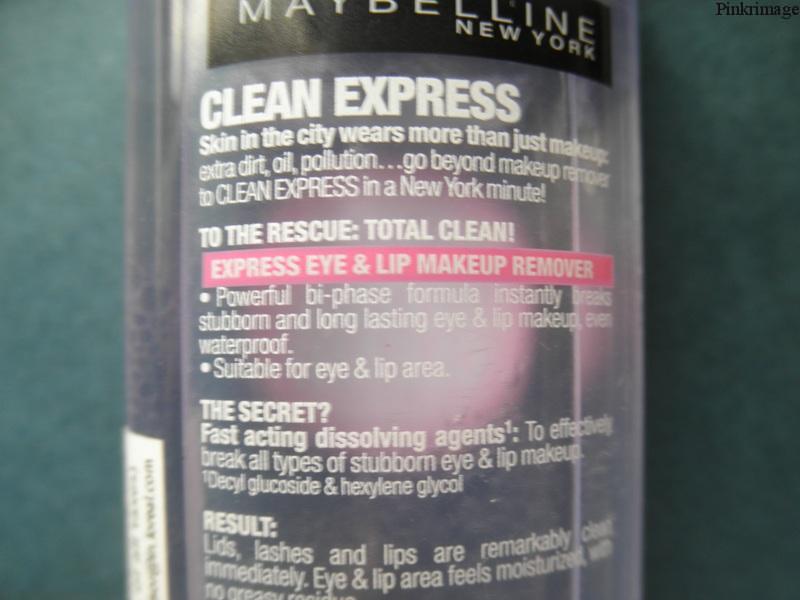 Pinkrimage
MAYBELLINE
NEW YORK
CLEAN EXPRESS
Skin in the city wears more than just makeup:
extra dirt, oil, pollution...go beyond makeup remover
to CLEAN EXPRESS in a New York minute!
TO THE RESCUE: TOTAL CLEAN!
EXPRESS EYE & LIP MAKEUP REMOVER
• Powerful bi-phase formula instantly breaks
stubborn and long lasting eye & lip makeup, even
waterproof.
• Suitable for eye & lip area.
THE SECRET?
Fast acting dissolving agents¹: To effectively
break all types of stubborn eye & lip makeup.
¹Decyl glucoside & hexylene glycol
RESULT:
Lids, lashes and lips are remarkably clean
immediately. Eye & lip area feels moisturized, with
no greasy residue.